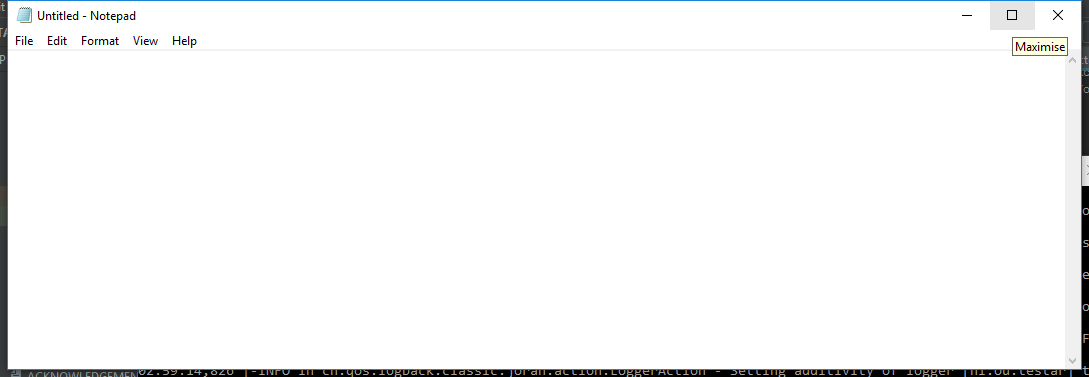 Untitled - Notepad
File Edit Format View Help
Maximise
ACKNOWLEDGEMEN
02:59:14,826 |-INFO in ch.qos.logback.classic.joran.action.LoggerAction - Setting additivity of logger [nl.ou.testar]